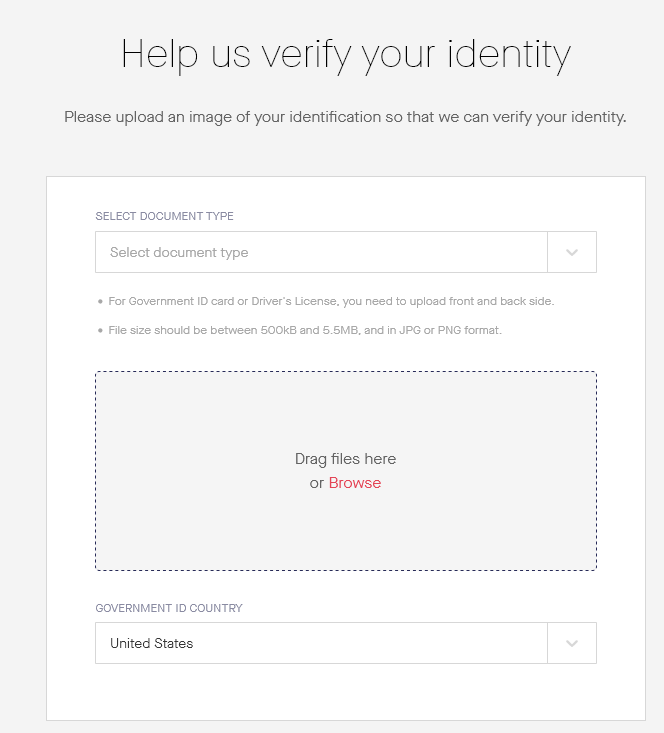 Help us verify your identity
Please upload an image of your identification so that we can verify your identity.
SELECT DOCUMENT TYPE
Select document type
• For Government ID card or Driver's License, you need to upload front and back side.
• File size should be between 500kB and 5.5MB, and in JPG or PNG format.
Drag files here
or Browse
GOVERNMENT ID COUNTRY
United States